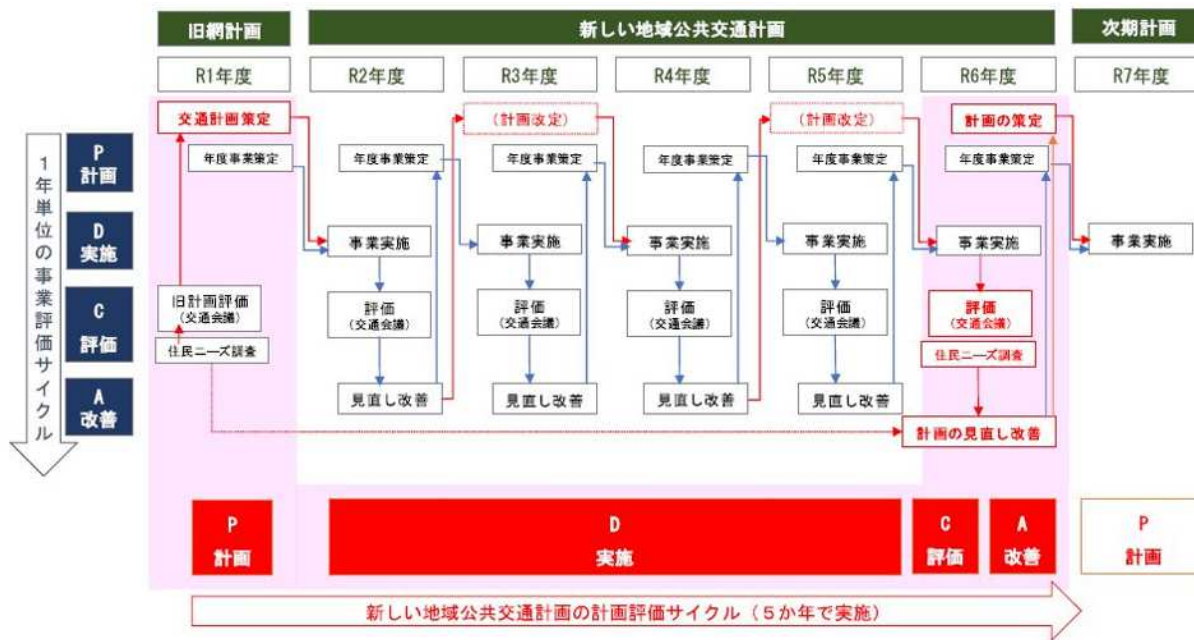 旧網計画
新しい地域公共交通計画
次期計画
R1年度
R2年度
R3年度
R4年度
R5年度
R6年度
R7年度
1年単位の事業評価サイクル
P
計画
D
実施
C
評価
A
改善
交通計画策定
(計画改定)
(計画改定)
計画の策定
年度事業策定
年度事業策定
年度事業策定
年度事業策定
年度事業策定
年度事業策定
事業実施
事業実施
事業実施
事業実施
事業実施
事業実施
旧計画評価
(交通会議)
評価
(交通会議)
評価
(交通会議)
評価
(交通会議)
評価
(交通会議)
評価
(交通会議)
住民ニーズ調査
住民ニーズ調査
見直し改善
見直し改善
見直し改善
見直し改善
計画の見直し改善
P
計画
D
実施
C
評価
A
改善
P
計画
新しい地域公共交通計画の計画評価サイクル（５か年で実施）